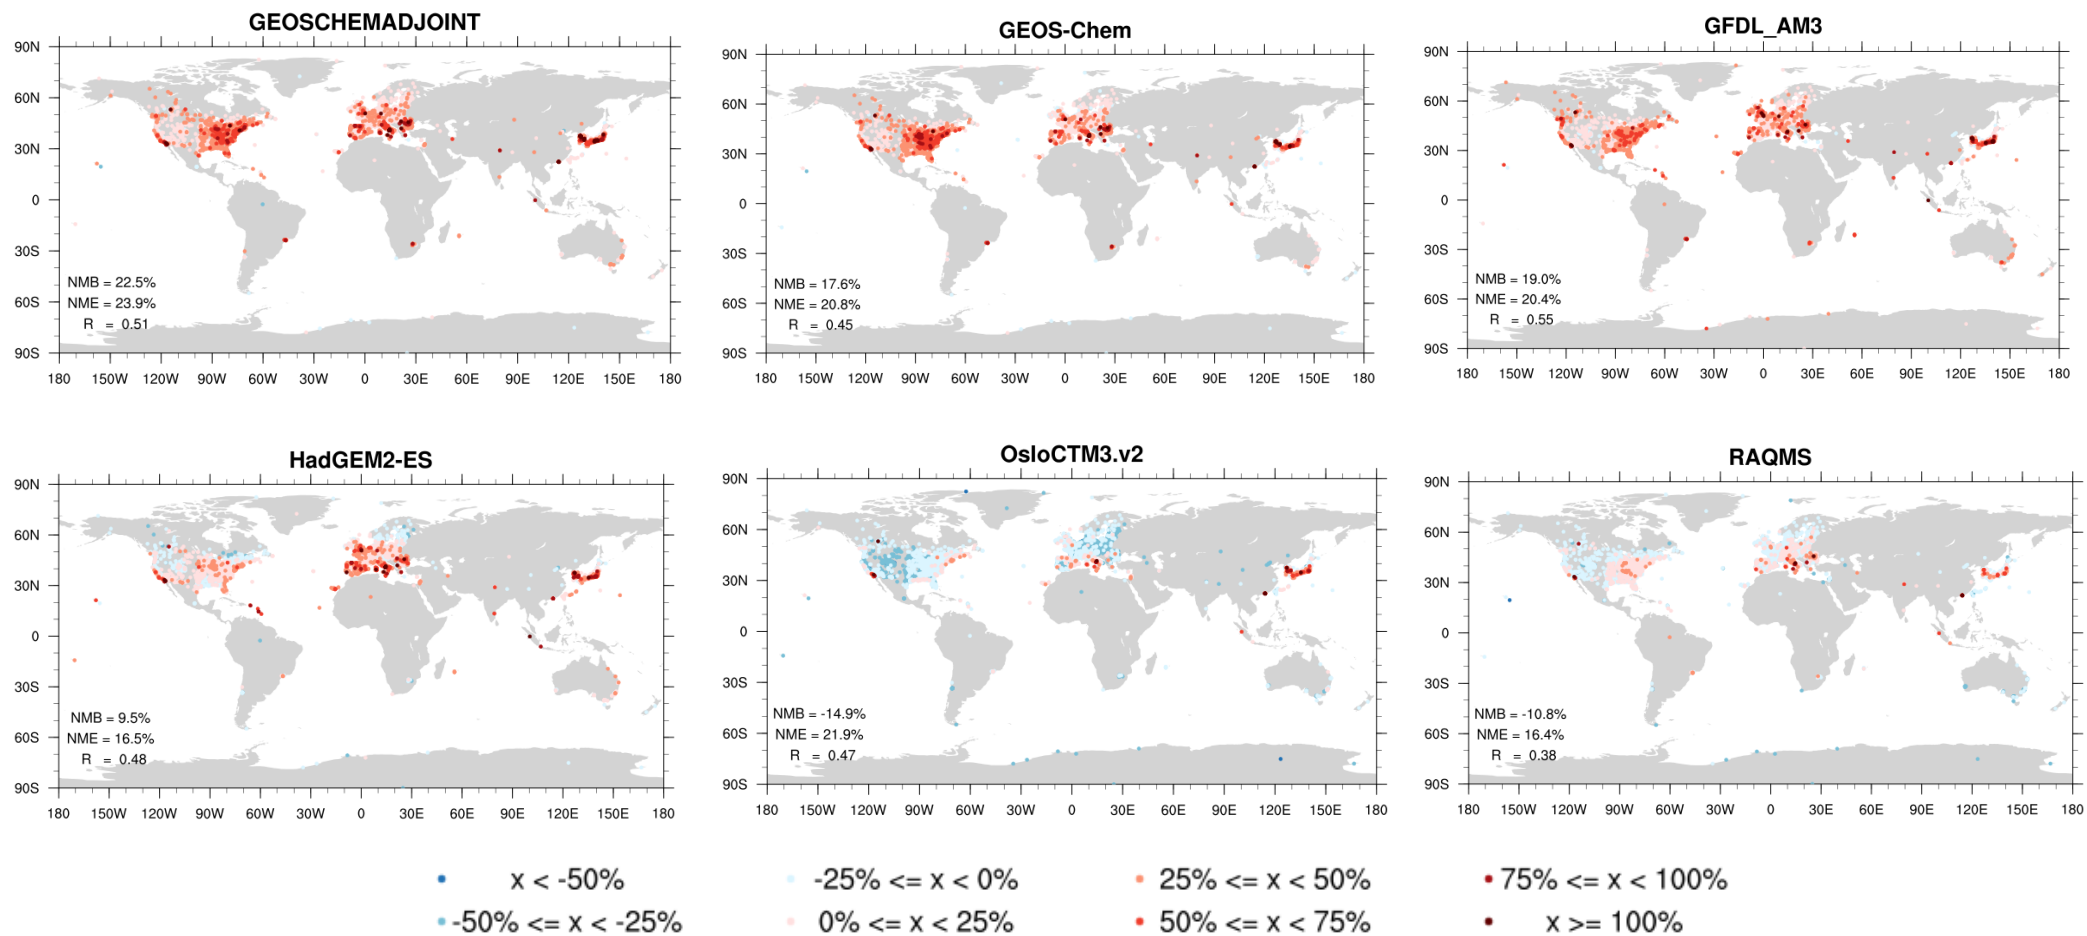 GEOSCHEMADJOINT
90N
60N
30N
0
30S
60S
90S
NMB = 22.5%
NME = 23.9%
R = 0.51
180 150W 120W 90W 60W 30W 0 30E 60E 90E 120E 150E 180
GEOS-Chem
90N
60N
30N
0
30S
60S
90S
NMB = 17.6%
NME = 20.8%
R = 0.45
180 150W 120W 90W 60W 30W 0 30E 60E 90E 120E 150E 180
GFDL_AM3
90N
60N
30N
0
30S
60S
90S
NMB = 19.0%
NME = 20.4%
R = 0.55
180 150W 120W 90W 60W 30W 0 30E 60E 90E 120E 150E 180
HadGEM2-ES
90N
60N
30N
0
30S
60S
90S
NMB = 9.5%
NME = 16.5%
R = 0.48
180 150W 120W 90W 60W 30W 0 30E 60E 90E 120E 150E 180
OsloCTM3.v2
90N
60N
30N
0
30S
60S
90S
NMB = -14.9%
NME = 21.9%
R = 0.47
180 150W 120W 90W 60W 30W 0 30E 60E 90E 120E 150E 180
RAQMS
90N
60N
30N
0
30S
60S
90S
NMB = -10.8%
NME = 16.4%
R = 0.38
180 150W 120W 90W 60W 30W 0 30E 60E 90E 120E 150E 180
x < -50% -25% <= x < 0% 25% <= x < 50% 75% <= x < 100%
-50% <= x < -25% 0% <= x < 25% 50% <= x < 75% x >= 100%